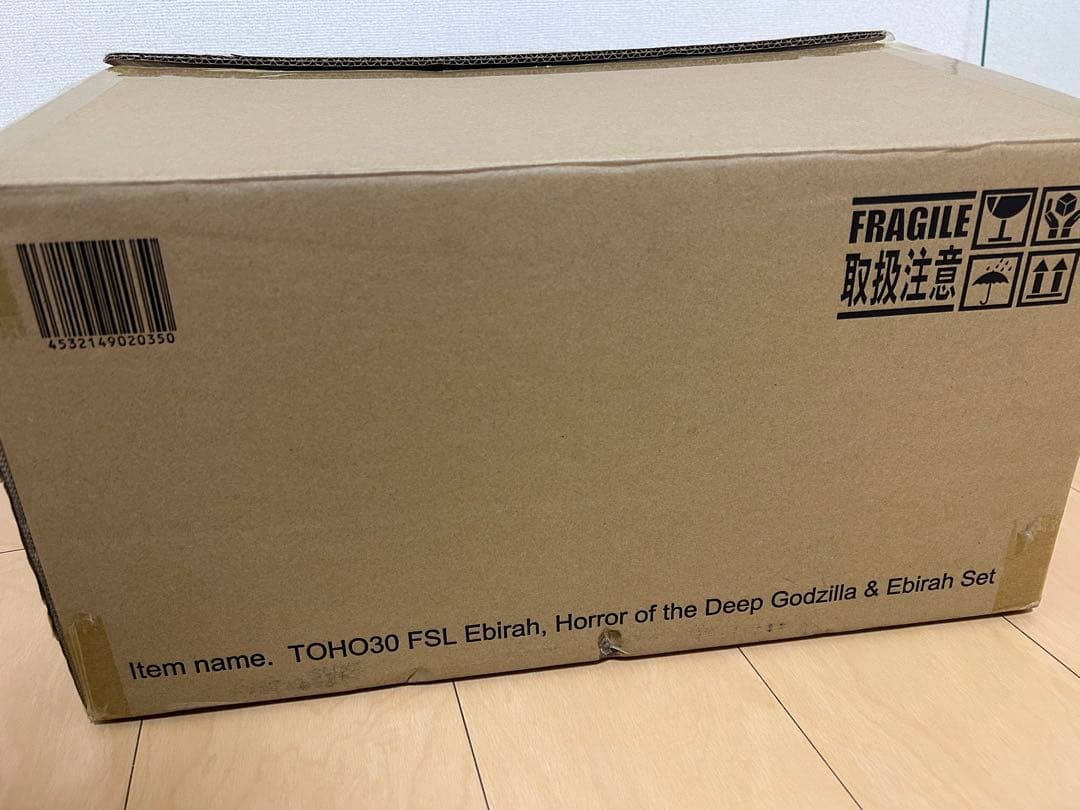 FRAGILE
取扱注意
4532149020350
Item name. TOHO30 FSL Ebirah, Horror of the Deep Godzilla & Ebirah Set